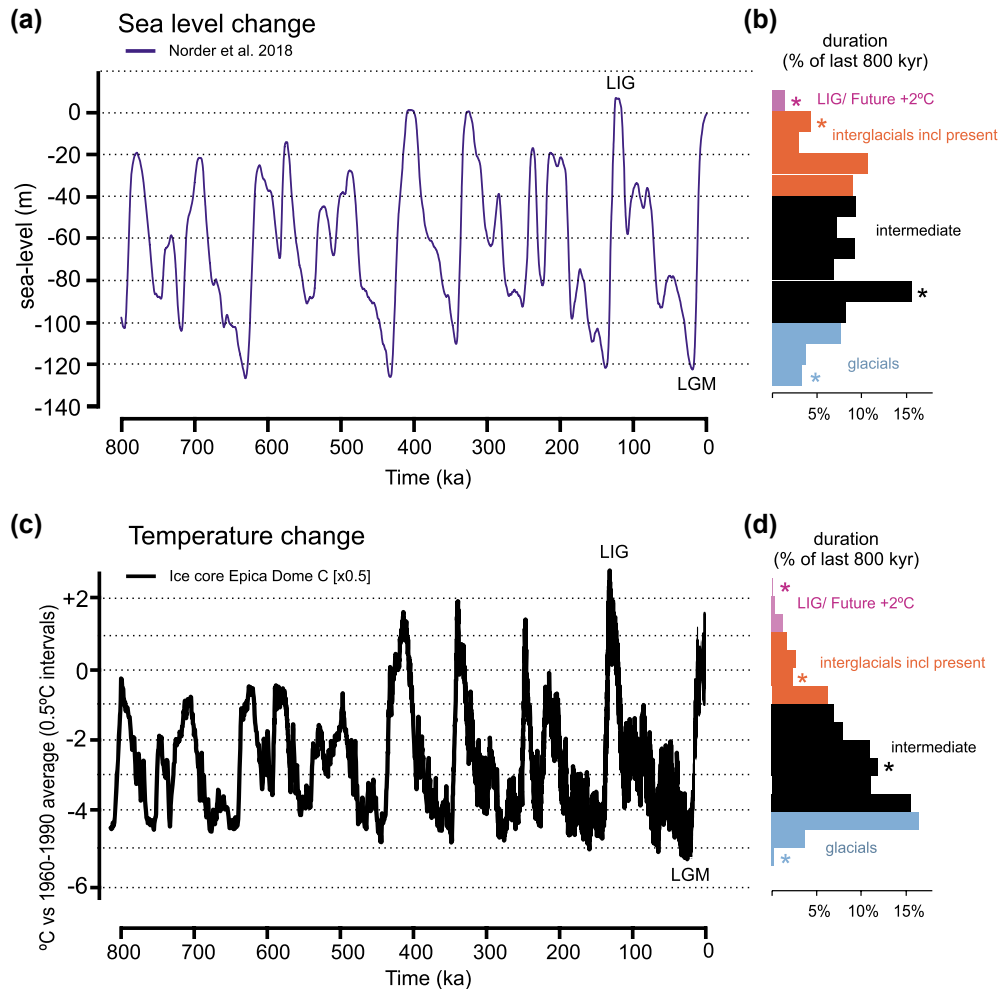 (a)
Sea level change
Norder et al. 2018
sea-level (m)
0
-20
-40
-60
-80
-100
-120
-140
LIG
LGM
800 700 600 500 400 300 200 100 0
Time (ka)
(b)
duration
(% of last 800 kyr)
* LIG/ Future +2ºC
*
interglacials incl present
intermediate
*
glacials
*
5% 10% 15%
(c)
Temperature change
Ice core Epica Dome C [x0.5]
ºC vs 1960-1990 average (0.5ºC intervals)
+2
0
-2
-4
-6
LIG
LGM
800 700 600 500 400 300 200 100 0
Time (ka)
(d)
duration
(% of last 800 kyr)
*
LIG/ Future +2ºC
interglacials incl present
*
intermediate
*
glacials
*
5% 10% 15%